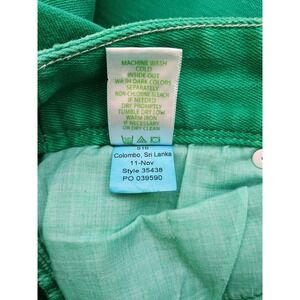 MACHINE WASH
COLD
INSIDE OUT
WASH DARK COLORS
SEPARATELY
NON-CHLORINE BLEACH
IF NEEDED
DRY PROMPTLY
TUMBLE DRY LOW
WARM IRON
IF NECESSARY
OR DRY CLEAN
Colombo, Sri Lanka
11-Nov
Style 35438
PO 039590